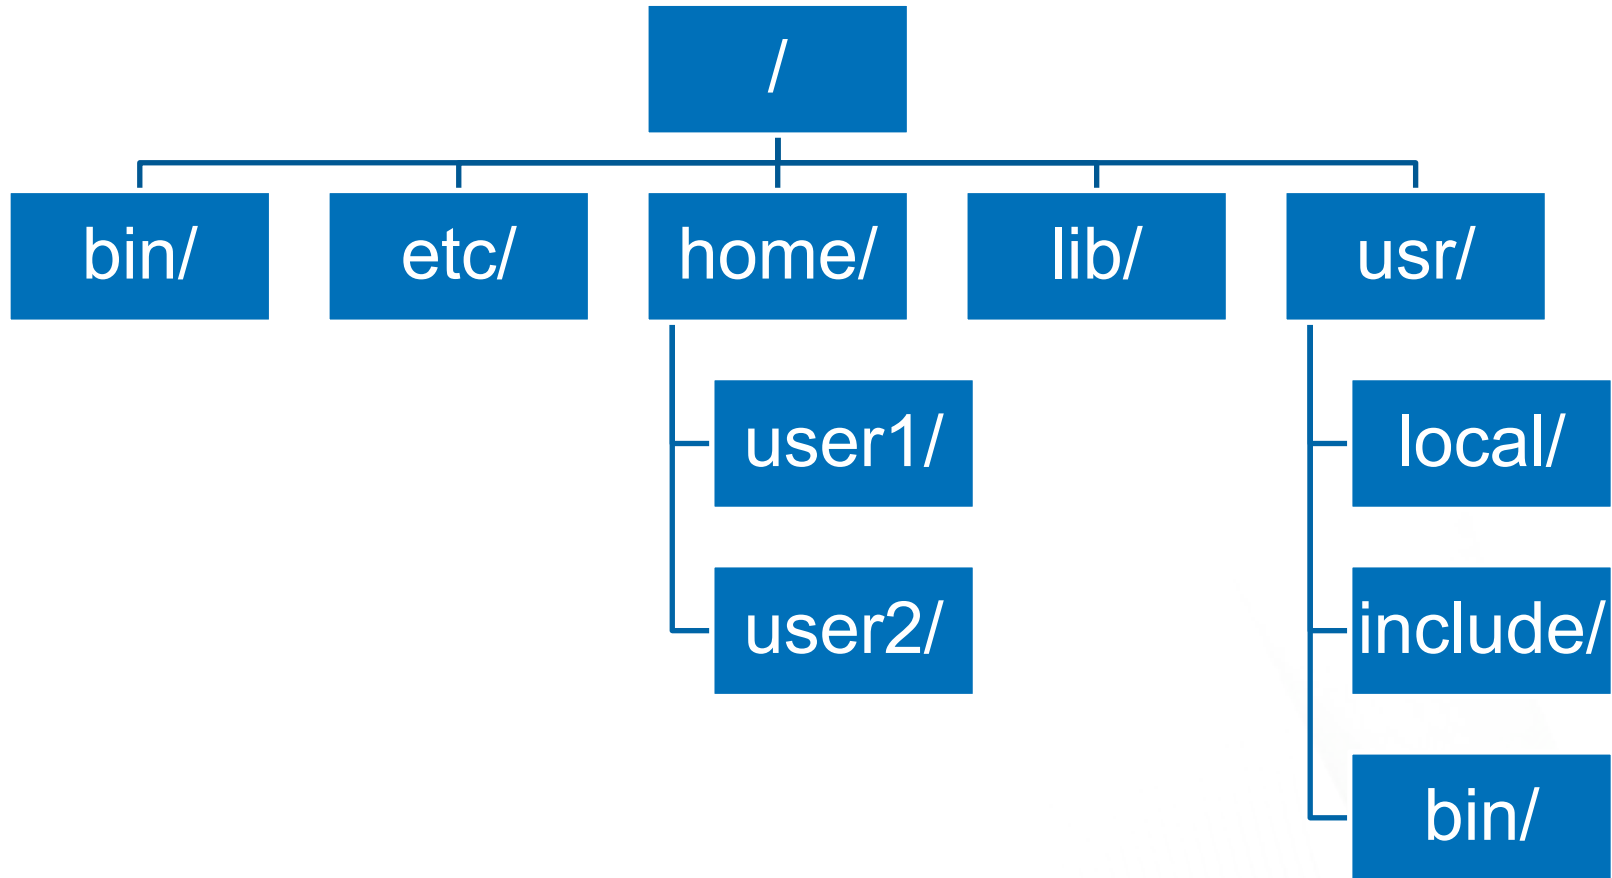 /
bin/
etc/
home/
lib/
usr/
user1/
local/
user2/
include/
bin/